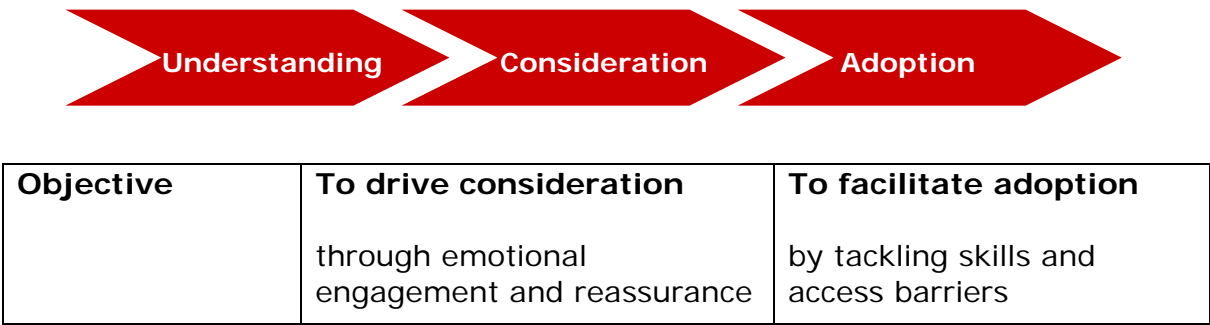 Understanding
Consideration
Adoption
Objective
To drive consideration
through emotional
engagement and reassurance
To facilitate adoption
by tackling skills and
access barriers